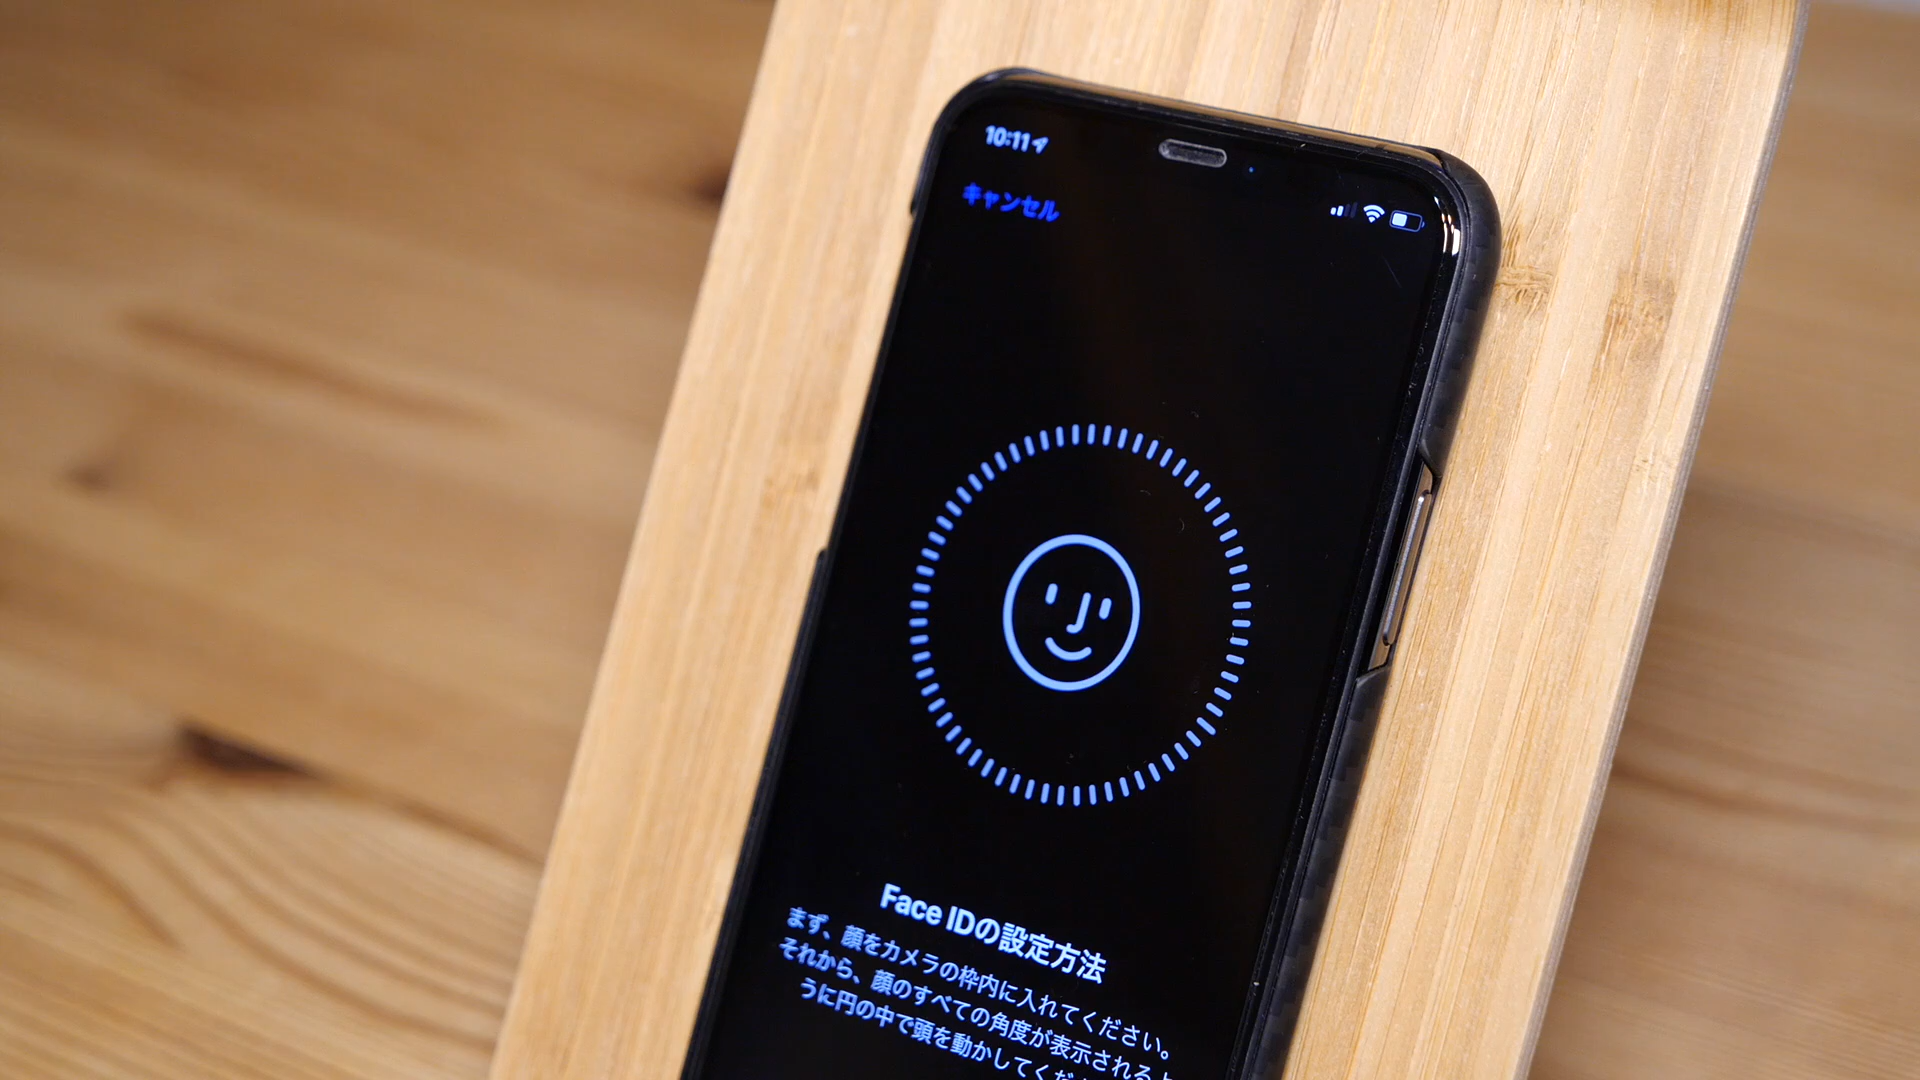 10:11
キャンセル
Face IDの設定方法
まず、顔をカメラの枠内に入れてください。
それから、顔のすべての角度が表示されるよ
うに円の中で頭を動かしてくだ